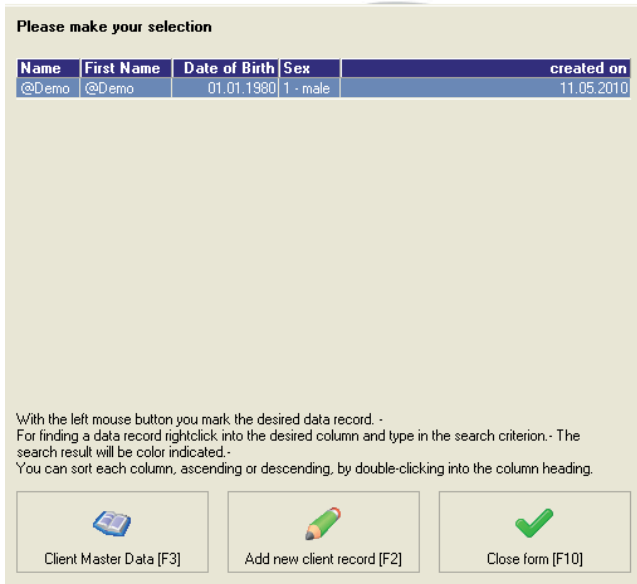 Please make your selection
Name First Name Date of Birth Sex created on
@Demo @Demo 01.01.1980 1 - male 11.05.2010
With the left mouse button you mark the desired data record. -
For finding a data record rightclick into the desired column and type in the search criterion.- The
search result will be color indicated.-
You can sort each column, ascending or descending, by double-clicking into the column heading.
Client Master Data [F3] Add new client record [F2] Close form [F10]